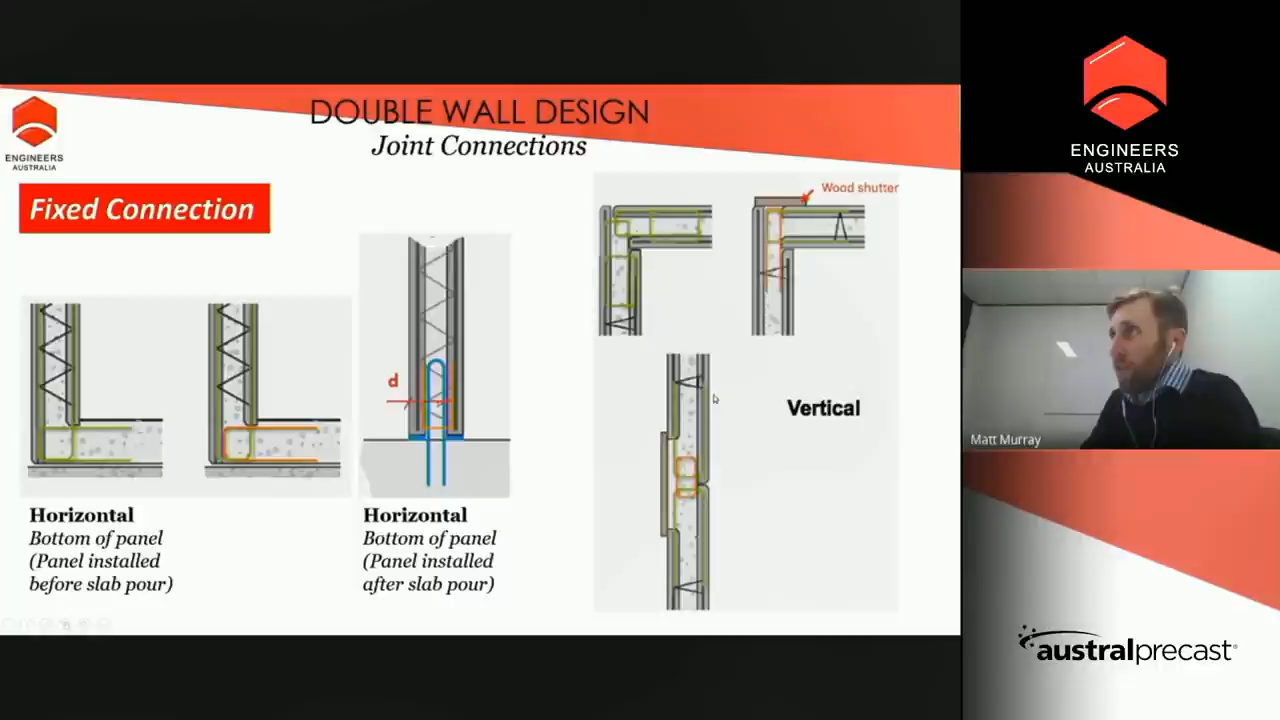 DOUBLE WALL DESIGN
Joint Connections
ENGINEERS
AUSTRALIA
Fixed Connection
Wood shutter
d
Vertical
Horizontal
Bottom of panel
(Panel installed
before slab pour)
Horizontal
Bottom of panel
(Panel installed
after slab pour)
ENGINEERS
AUSTRALIA
Matt Murray
australprecast